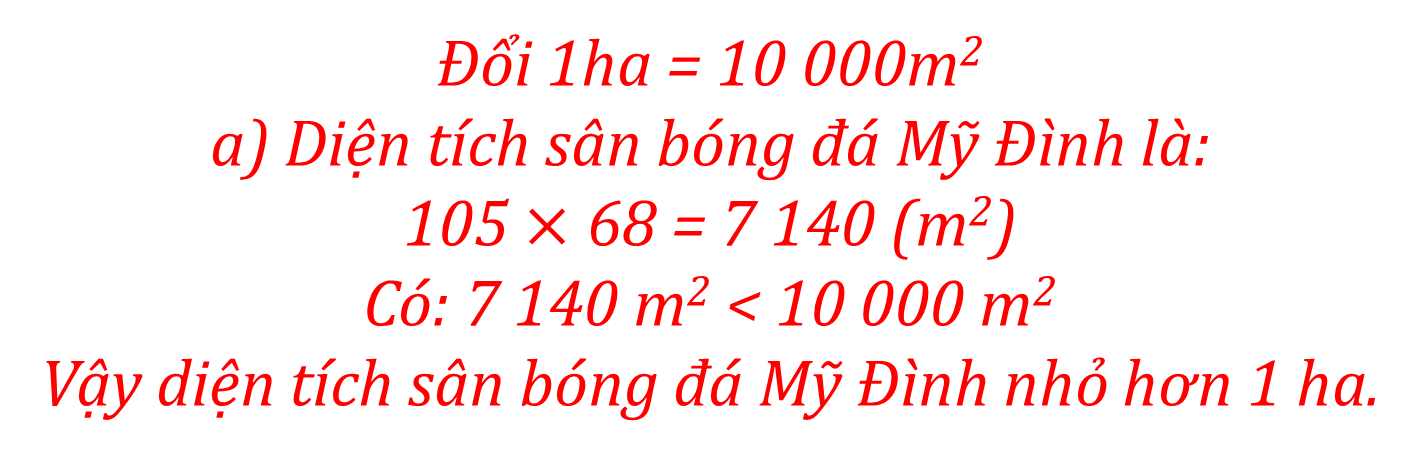 Đổi 1ha = 10 000m²
a) Diện tích sân bóng đá Mỹ Đình là:
105 × 68 = 7 140 (m²)
Có: 7 140 m² < 10 000 m²
Vậy diện tích sân bóng đá Mỹ Đình nhỏ hơn 1 ha.